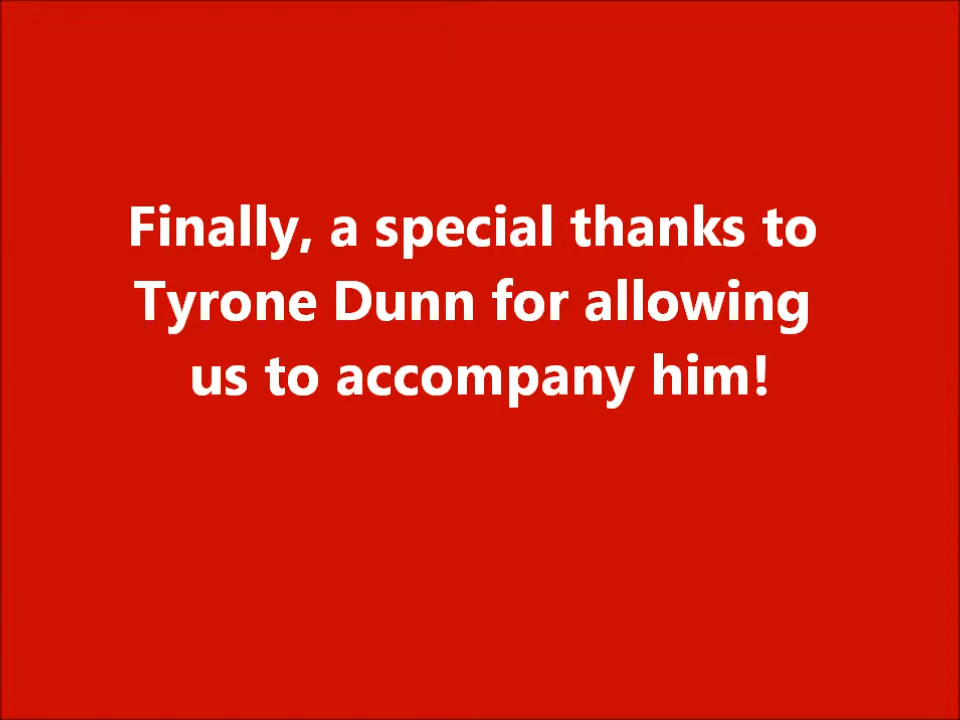 Finally, a special thanks to
Tyrone Dunn for allowing
us to accompany him!